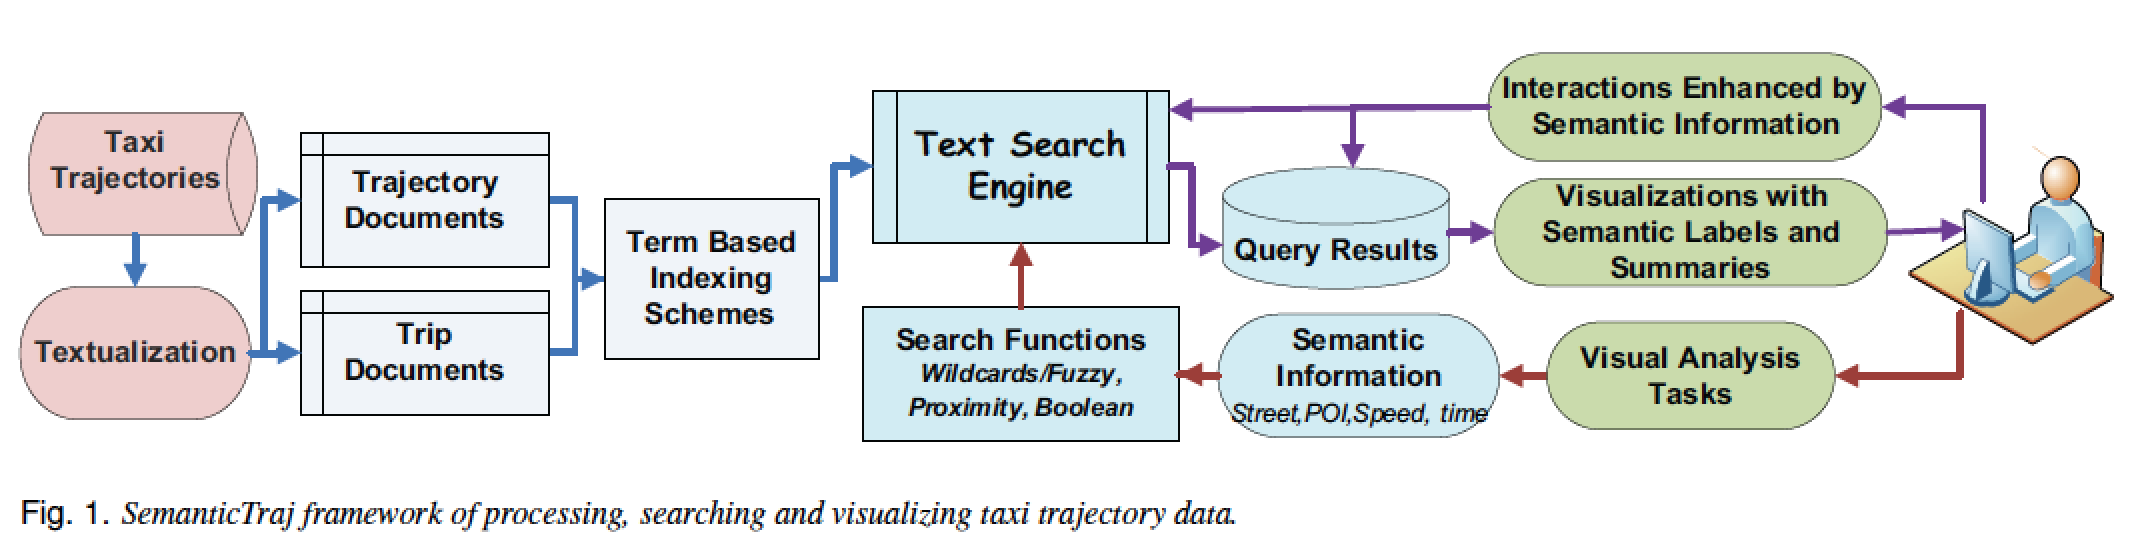 Taxi
Trajectories
Textualization
Trajectory
Documents
Trip
Documents
Term Based
Indexing
Schemes
Text Search
Engine
Search Functions
Wildcards/Fuzzy,
Proximity, Boolean
Query Results
Semantic
Information
Street,POI,Speed, time
Interactions Enhanced by
Semantic Information
Visualizations with
Semantic Labels and
Summaries
Visual Analysis
Tasks
Fig. 1. SemanticTraj framework of processing, searching and visualizing taxi trajectory data.